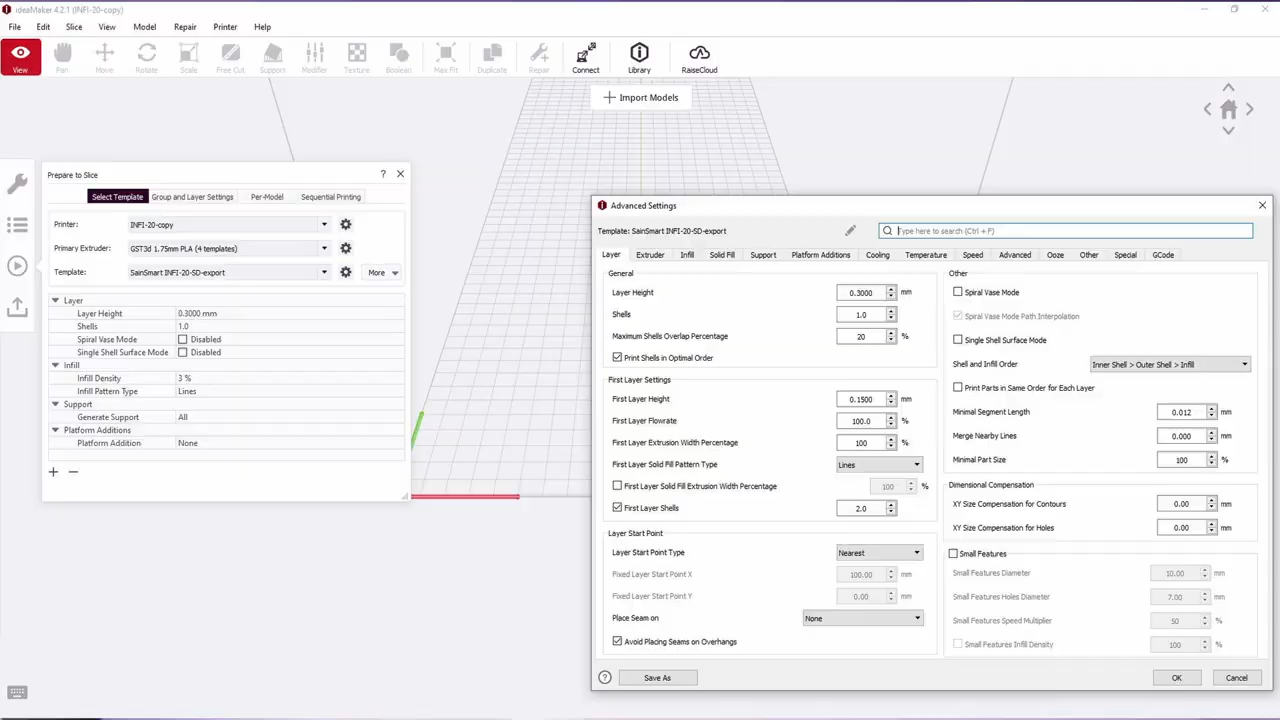 ideaMaker 4.2.1 (INFI-20-copy)
File Edit Slice View Model Repair Printer Help
View Pan Move Rotate Scale Free Cut Support Modifier Texture Boolean Max Fit Duplicate Repair Connect Library RaiseCloud
Import Models
Prepare to Slice ?
Select Template Group and Layer Settings Per-Model Sequential Printing
Printer: INFI-20-copy
Primary Extruder: GST3d 1.75mm PLA (4 templates)
Template: SainSmart INFI-20-SD-export More
Layer
Layer Height 0.3000 mm
Shells 1.0
Spiral Vase Mode Disabled
Single Shell Surface Mode Disabled
Infill
Infill Density 3 %
Infill Pattern Type Lines
Support
Generate Support All
Platform Additions
Platform Addition None
Advanced Settings
Template: SainSmart INFI-20-SD-export Type here to search (Ctrl + F)
Layer Extruder Infill Solid Fill Support Platform Additions Cooling Temperature Speed Advanced Ooze Other Special GCode
General
Layer Height 0.3000 mm
Shells 1.0
Maximum Shells Overlap Percentage 20 %
Print Shells in Optimal Order
First Layer Settings
First Layer Height 0.1500 mm
First Layer Flowrate 100.0 %
First Layer Extrusion Width Percentage 100 %
First Layer Solid Fill Pattern Type Lines
First Layer Solid Fill Extrusion Width Percentage 100 %
First Layer Shells 2.0
Layer Start Point
Layer Start Point Type Nearest
Fixed Layer Start Point X 100.00 mm
Fixed Layer Start Point Y 0.00 mm
Place Seam on None
Avoid Placing Seams on Overhangs
Other
Spiral Vase Mode
Spiral Vase Mode Path Interpolation
Single Shell Surface Mode
Shell and Infill Order Inner Shell > Outer Shell > Infill
Print Parts in Same Order for Each Layer
Minimal Segment Length 0.012 mm
Merge Nearby Lines 0.000 mm
Minimal Part Size 100 %
Dimensional Compensation
XY Size Compensation for Contours 0.00 mm
XY Size Compensation for Holes 0.00 mm
Small Features
Small Features Diameter 10.00 mm
Small Features Holes Diameter 7.00 mm
Small Features Speed Multiplier 50 %
Small Features Infill Density 100 %
? Save As OK Cancel